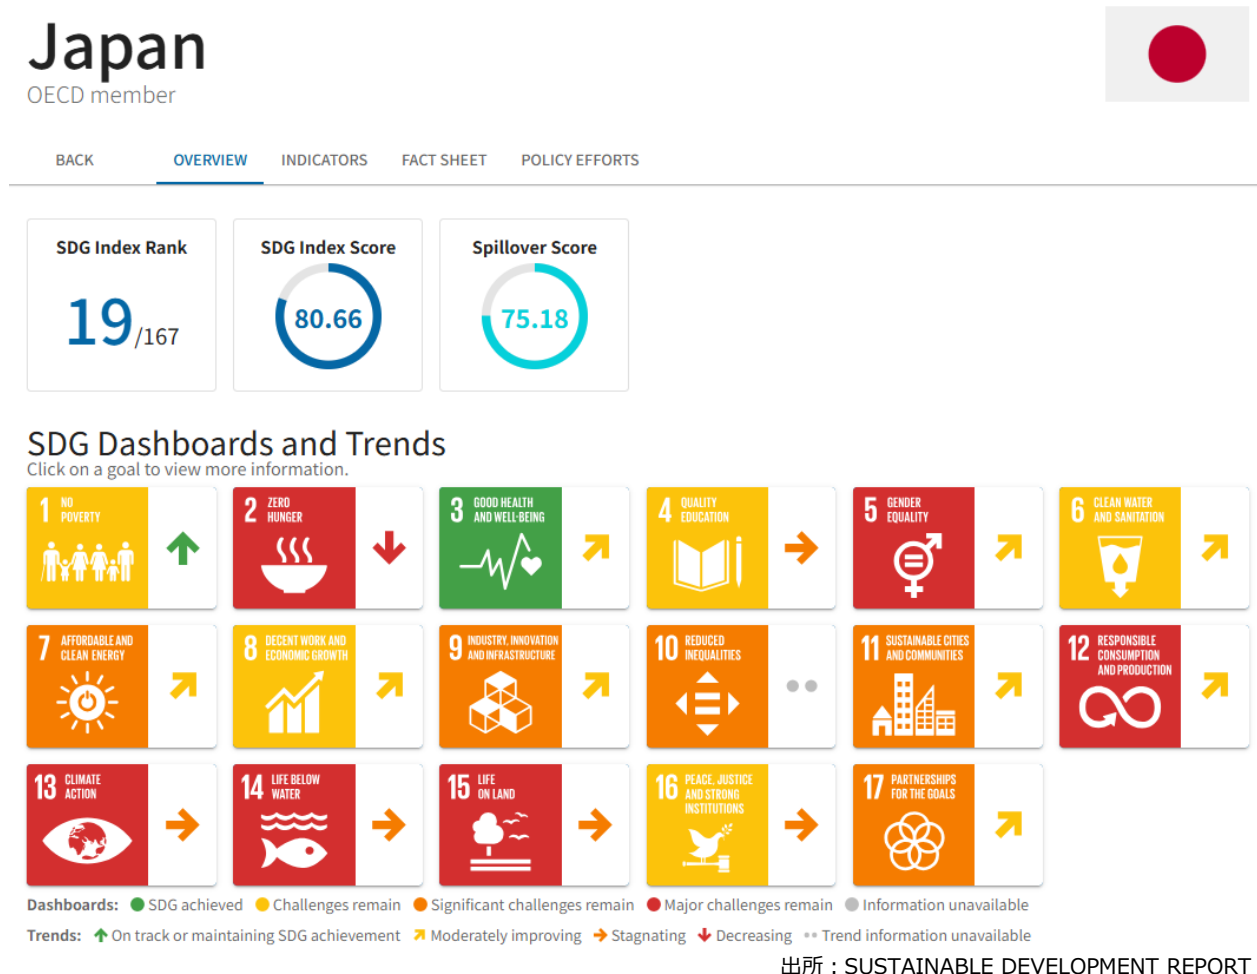 Japan
OECD member
BACK OVERVIEW INDICATORS FACT SHEET POLICY EFFORTS
SDG Index Rank
19/167
SDG Index Score
80.66
Spillover Score
75.18
SDG Dashboards and Trends
Click on a goal to view more information.
1 NO
POVERTY
2 ZERO
HUNGER
3 GOOD HEALTH
AND WELL-BEING
4 QUALITY
EDUCATION
5 GENDER
EQUALITY
6 CLEAN WATER
AND SANITATION
7 AFFORDABLE AND
CLEAN ENERGY
8 DECENT WORK AND
ECONOMIC GROWTH
9 INDUSTRY, INNOVATION
AND INFRASTRUCTURE
10 REDUCED
INEQUALITIES
11 SUSTAINABLE CITIES
AND COMMUNITIES
12 RESPONSIBLE
CONSUMPTION
AND PRODUCTION
13 CLIMATE
ACTION
14 LIFE BELOW
WATER
15 LIFE
ON LAND
16 PEACE, JUSTICE
AND STRONG
INSTITUTIONS
17 PARTNERSHIPS
FOR THE GOALS
Dashboards: SDG achieved Challenges remain Significant challenges remain Major challenges remain Information unavailable
Trends: On track or maintaining SDG achievement Moderately improving Stagnating Decreasing Trend information unavailable
出所：SUSTAINABLE DEVELOPMENT REPORT